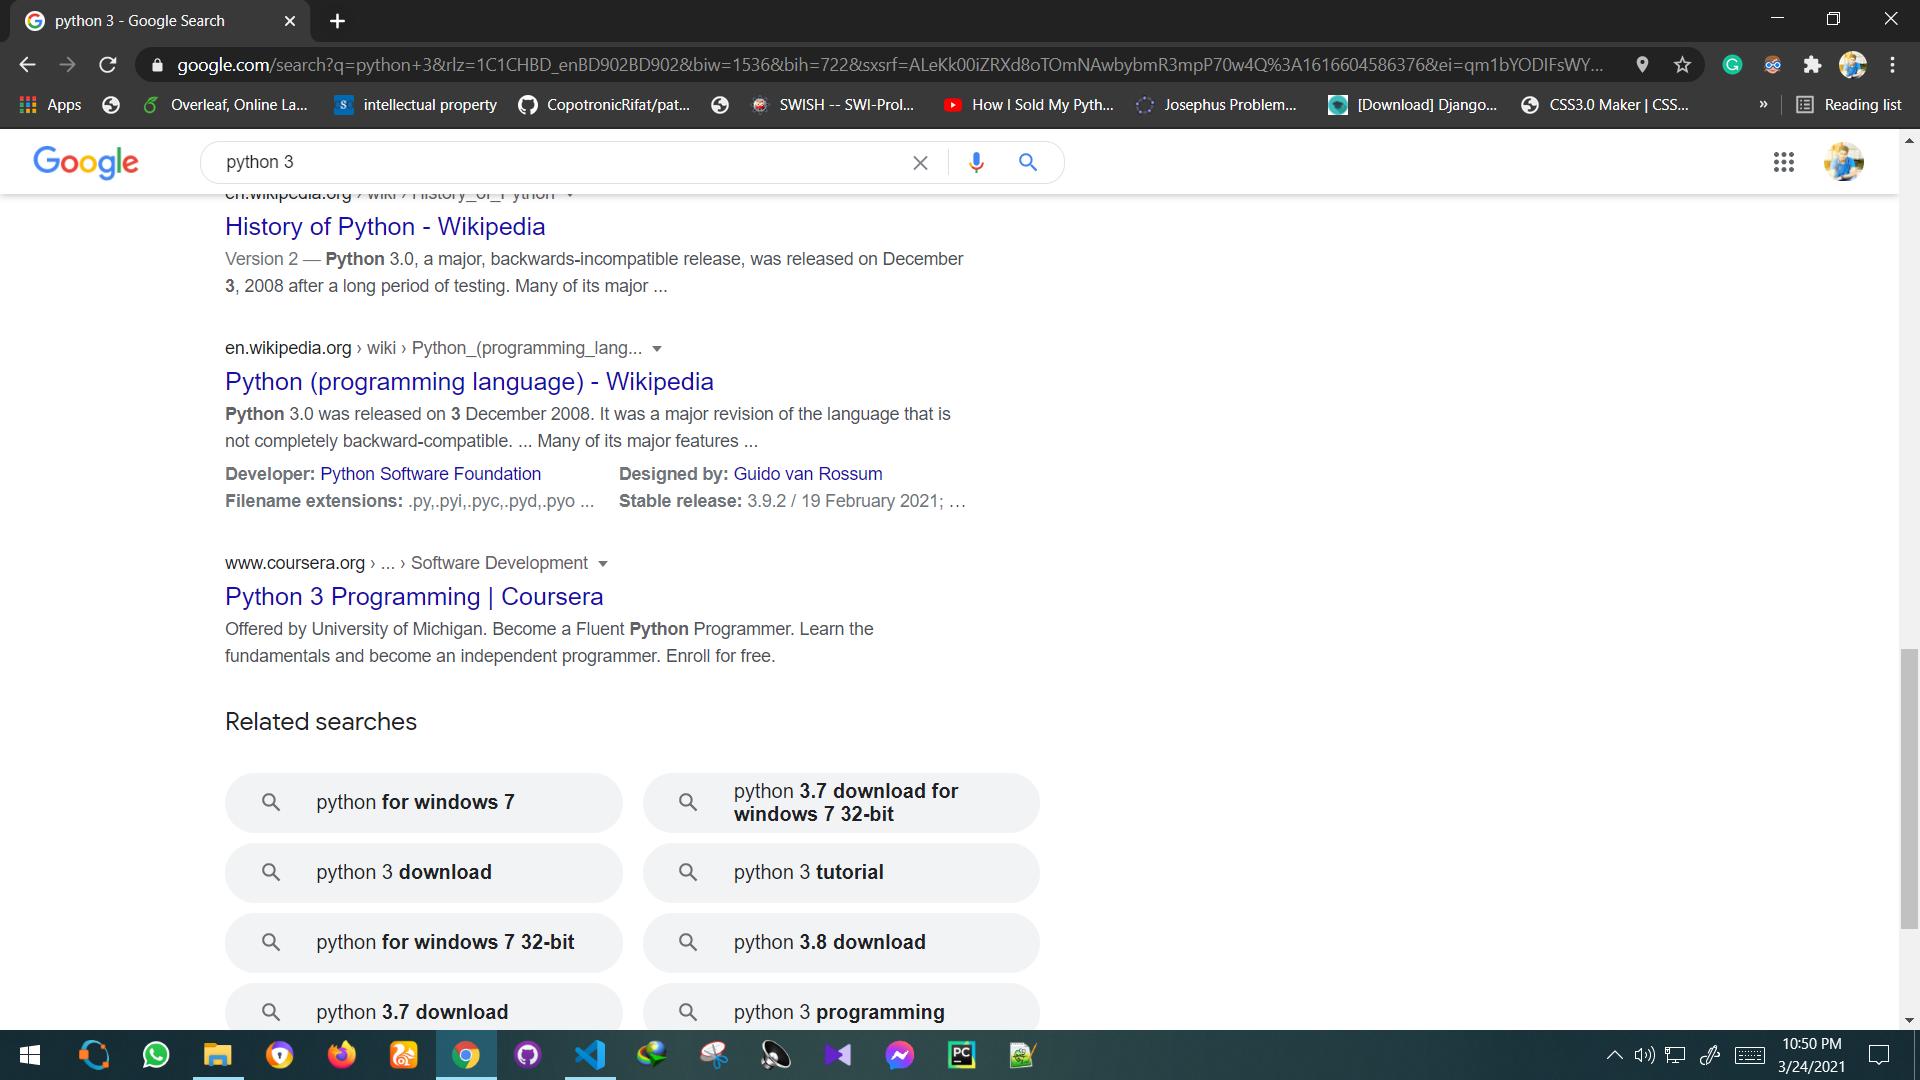 python 3 - Google Search
google.com/search?q=python+3&rlz=1C1CHBD_enBD902BD902&biw=1536&bih=722&sxsrf=ALeKk00iZRXd8oTOmNAwbybmR3mpP70w4Q%3A1616604586376&ei=qm1bYODIFsWY...
Apps Overleaf, Online La... intellectual property CopotronicRifat/pat... SWISH -- SWI-Prol... How I Sold My Pyth... Josephus Problem... [Download] Django... CSS3.0 Maker | CSS... » Reading list
Google python 3
en.wikipedia.org › wiki › History_of_Python
History of Python - Wikipedia
Version 2 — Python 3.0, a major, backwards-incompatible release, was released on December
3, 2008 after a long period of testing. Many of its major ...
en.wikipedia.org › wiki › Python_(programming_lang...
Python (programming language) - Wikipedia
Python 3.0 was released on 3 December 2008. It was a major revision of the language that is
not completely backward-compatible. ... Many of its major features ...
Developer: Python Software Foundation Designed by: Guido van Rossum
Filename extensions: .py,.pyi,.pyc,.pyd,.pyo ... Stable release: 3.9.2 / 19 February 2021; …
www.coursera.org › ... › Software Development
Python 3 Programming | Coursera
Offered by University of Michigan. Become a Fluent Python Programmer. Learn the
fundamentals and become an independent programmer. Enroll for free.
Related searches
python for windows 7
python 3.7 download for
windows 7 32-bit
python 3 download
python 3 tutorial
python for windows 7 32-bit
python 3.8 download
python 3.7 download
python 3 programming
PC
10:50 PM
3/24/2021